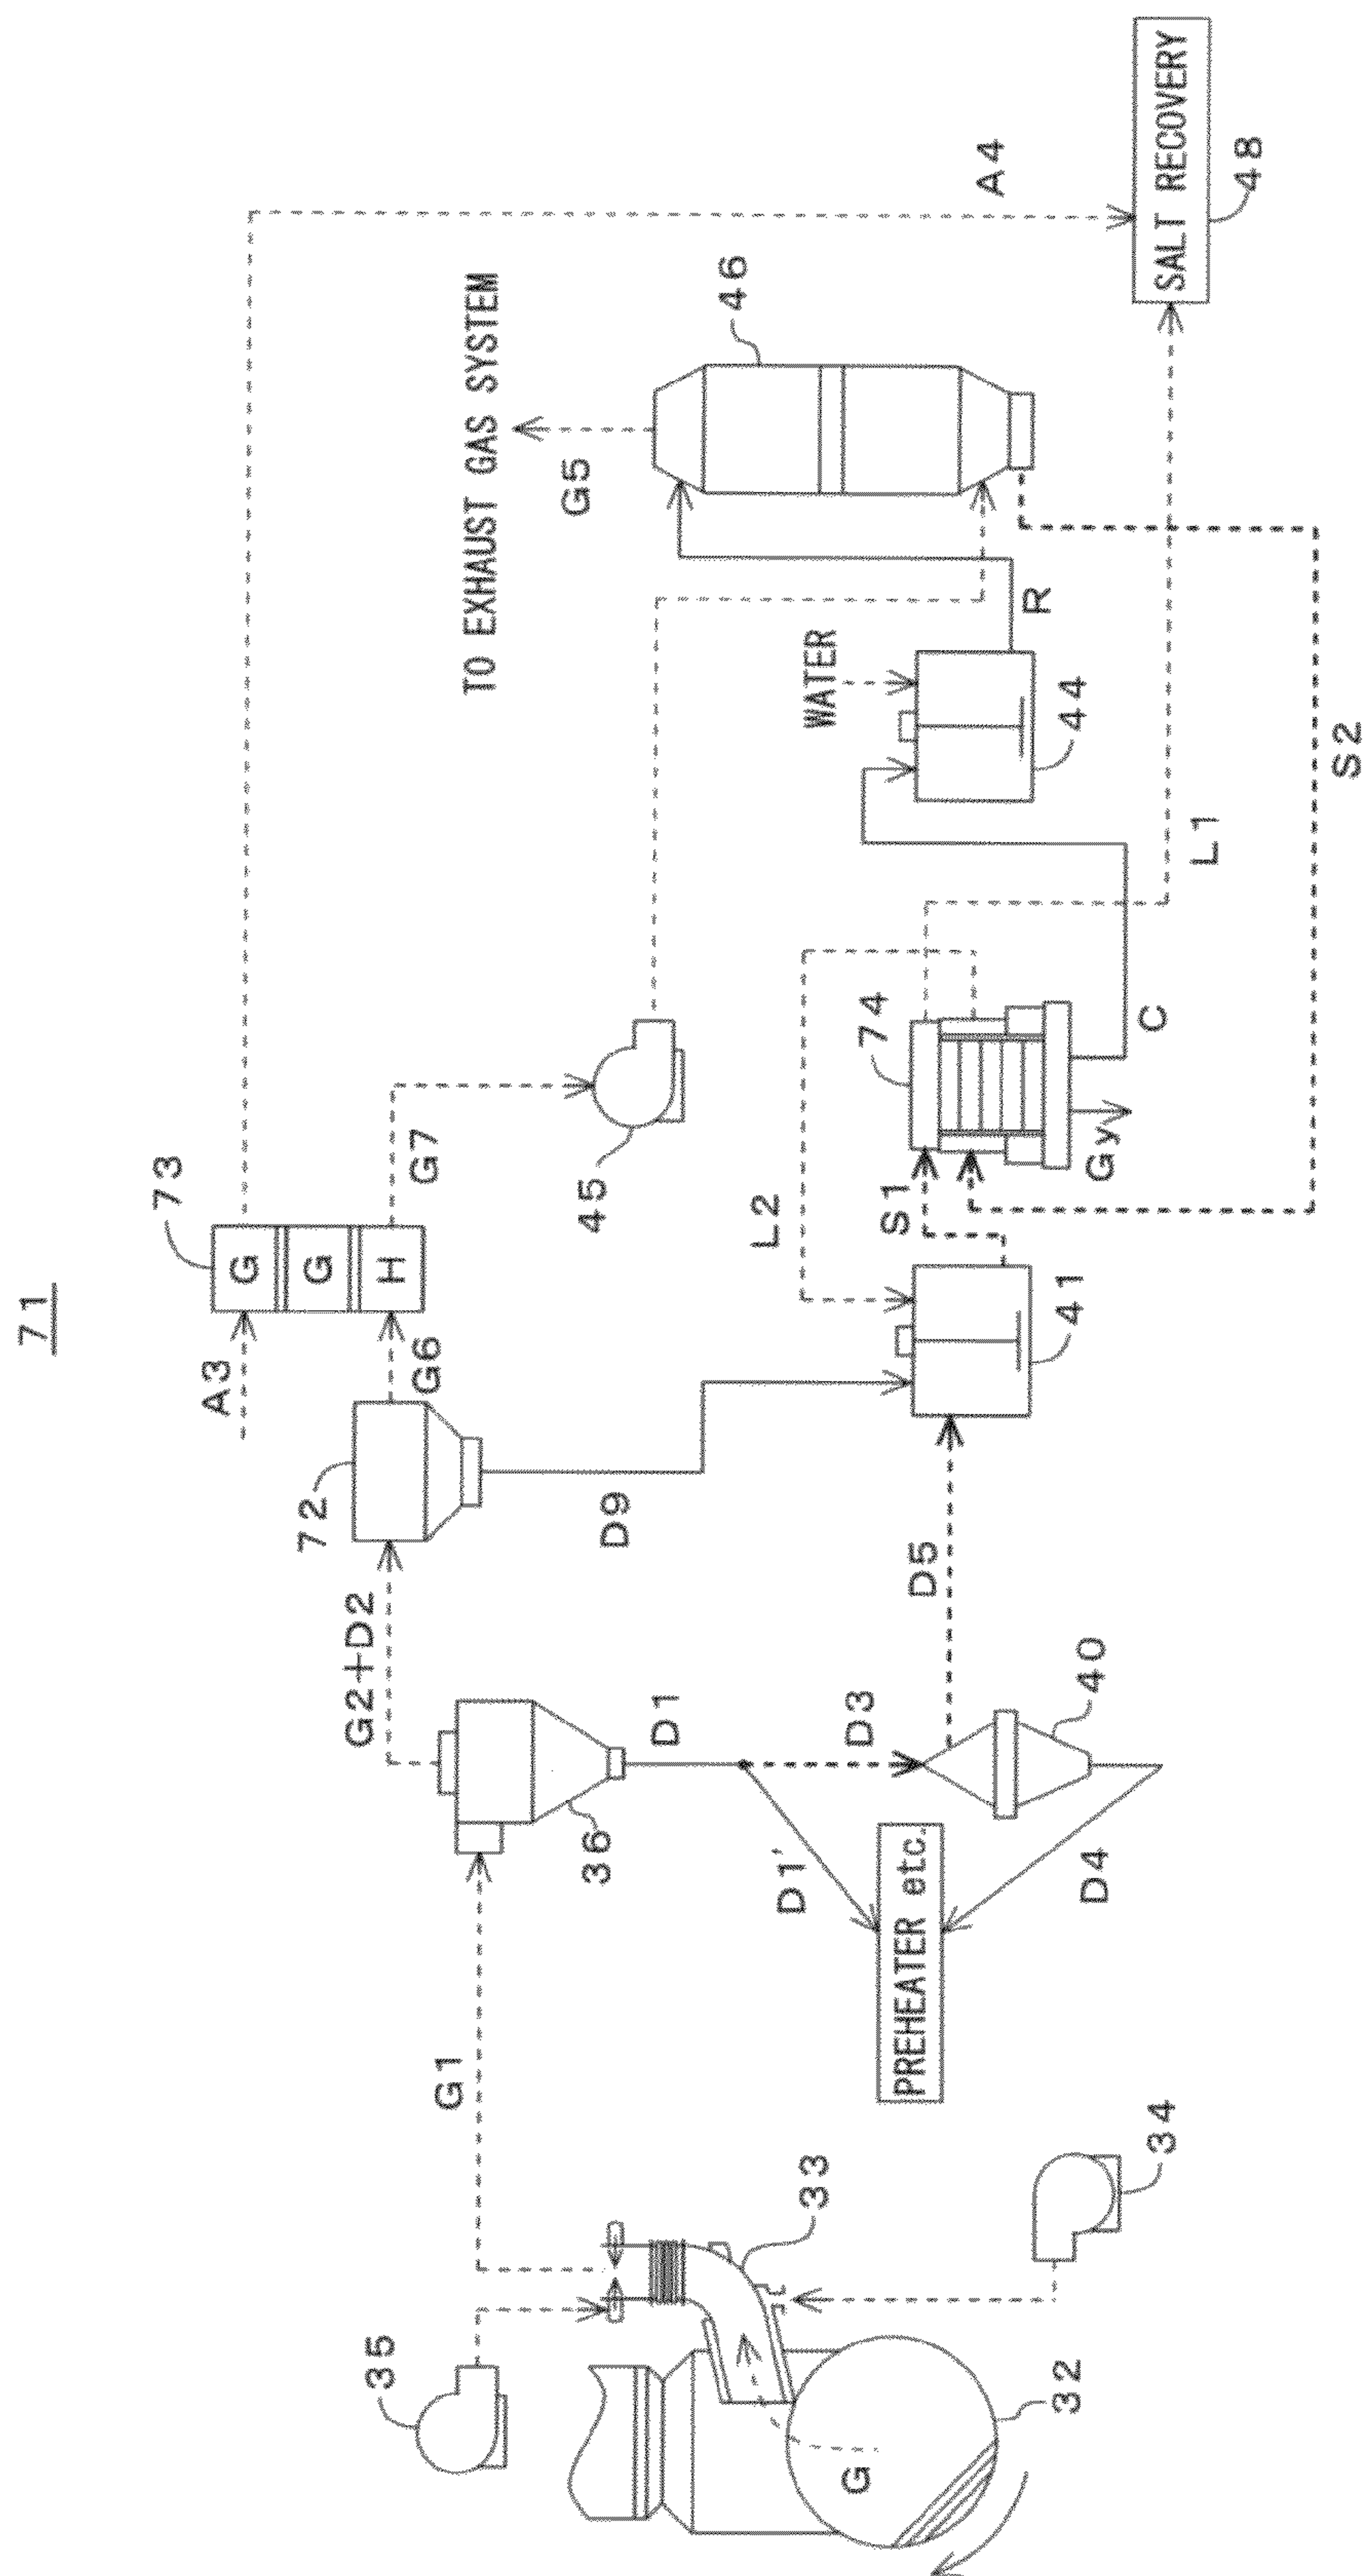 71
35
G
32
33
34
G1
36
G2+D2
D1
D1'
PREHEATER etc.
D3
D4
40
D5
72
D9
A3
G6
73
G
G
H
G7
45
L2
41
S1
74
Gy
C
L1
S2
WATER
44
R
TO EXHAUST GAS SYSTEM
G5
46
A4
SALT RECOVERY
48